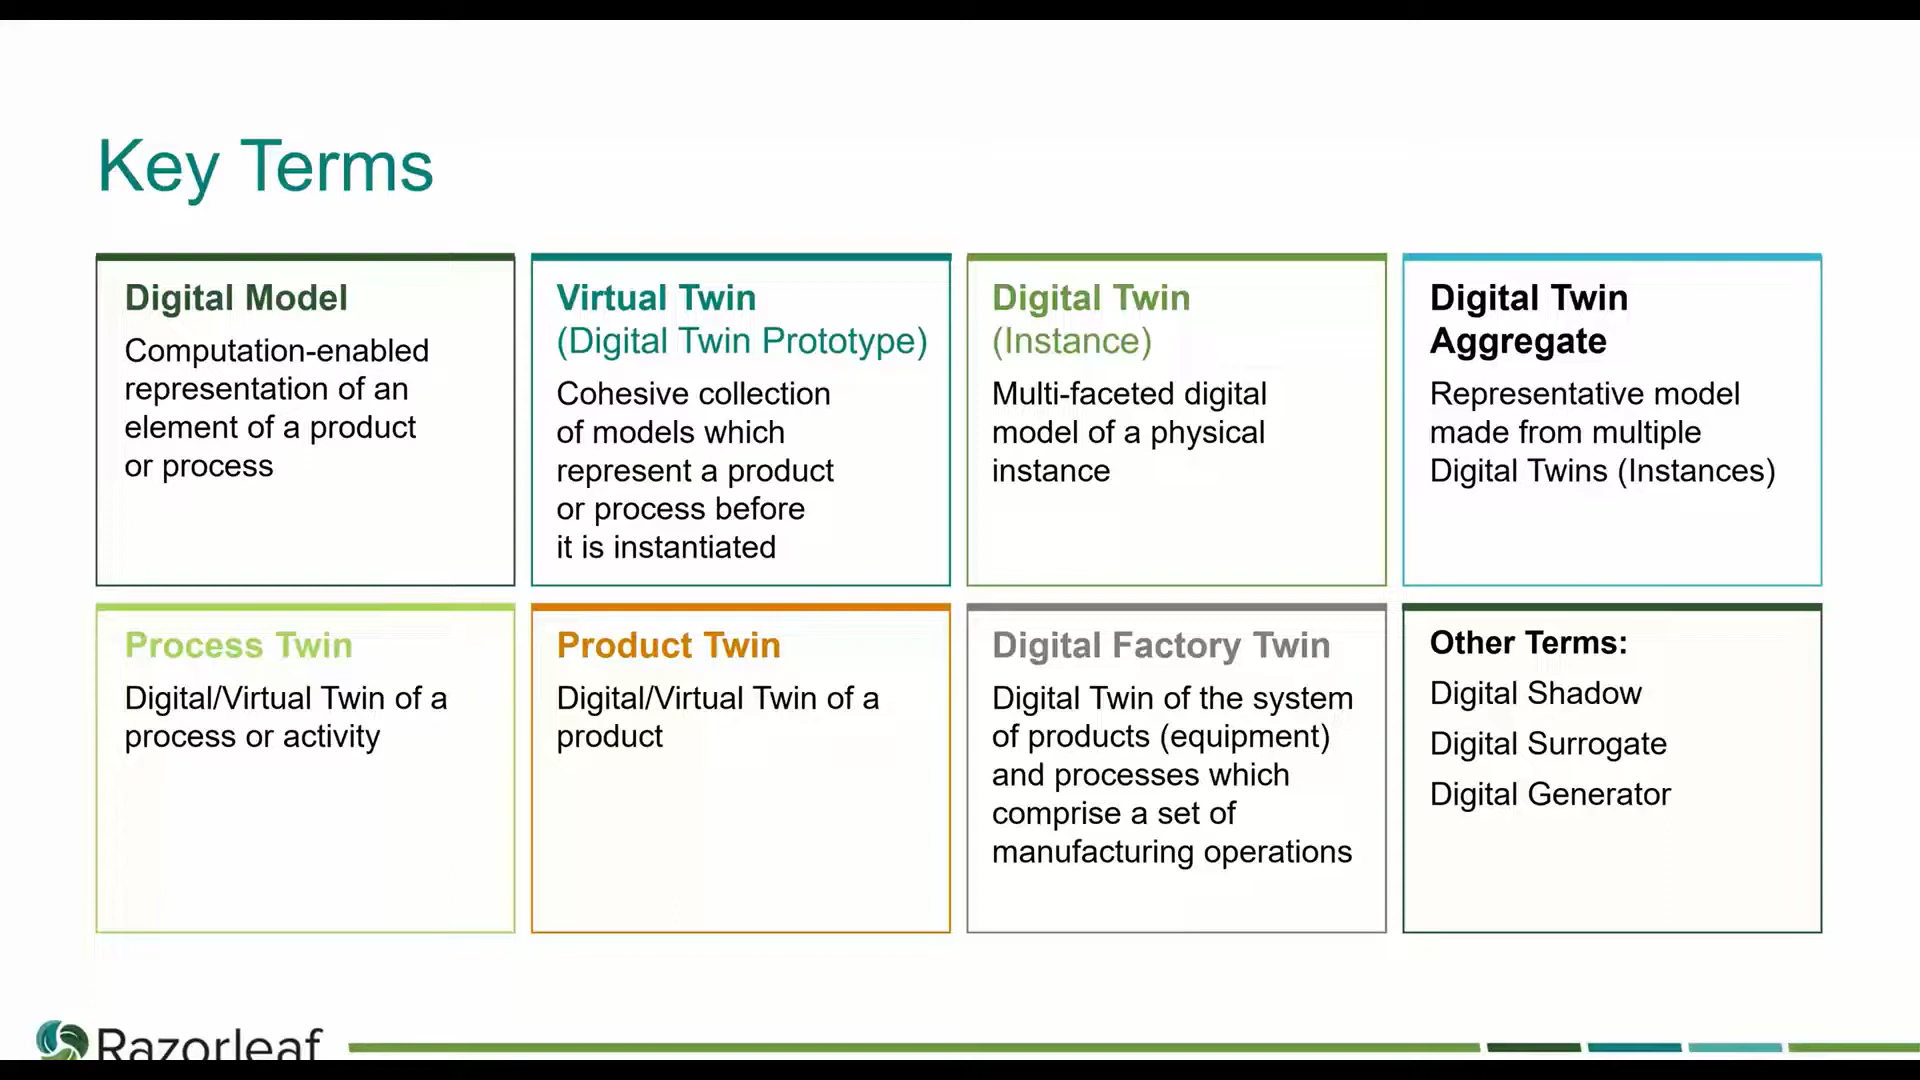 Key Terms
Digital Model
Computation-enabled
representation of an
element of a product
or process
Virtual Twin
(Digital Twin Prototype)
Cohesive collection
of models which
represent a product
or process before
it is instantiated
Digital Twin
(Instance)
Multi-faceted digital
model of a physical
instance
Digital Twin
Aggregate
Representative model
made from multiple
Digital Twins (Instances)
Process Twin
Digital/Virtual Twin of a
process or activity
Product Twin
Digital/Virtual Twin of a
product
Digital Factory Twin
Digital Twin of the system
of products (equipment)
and processes which
comprise a set of
manufacturing operations
Other Terms:
Digital Shadow
Digital Surrogate
Digital Generator
Razorleaf